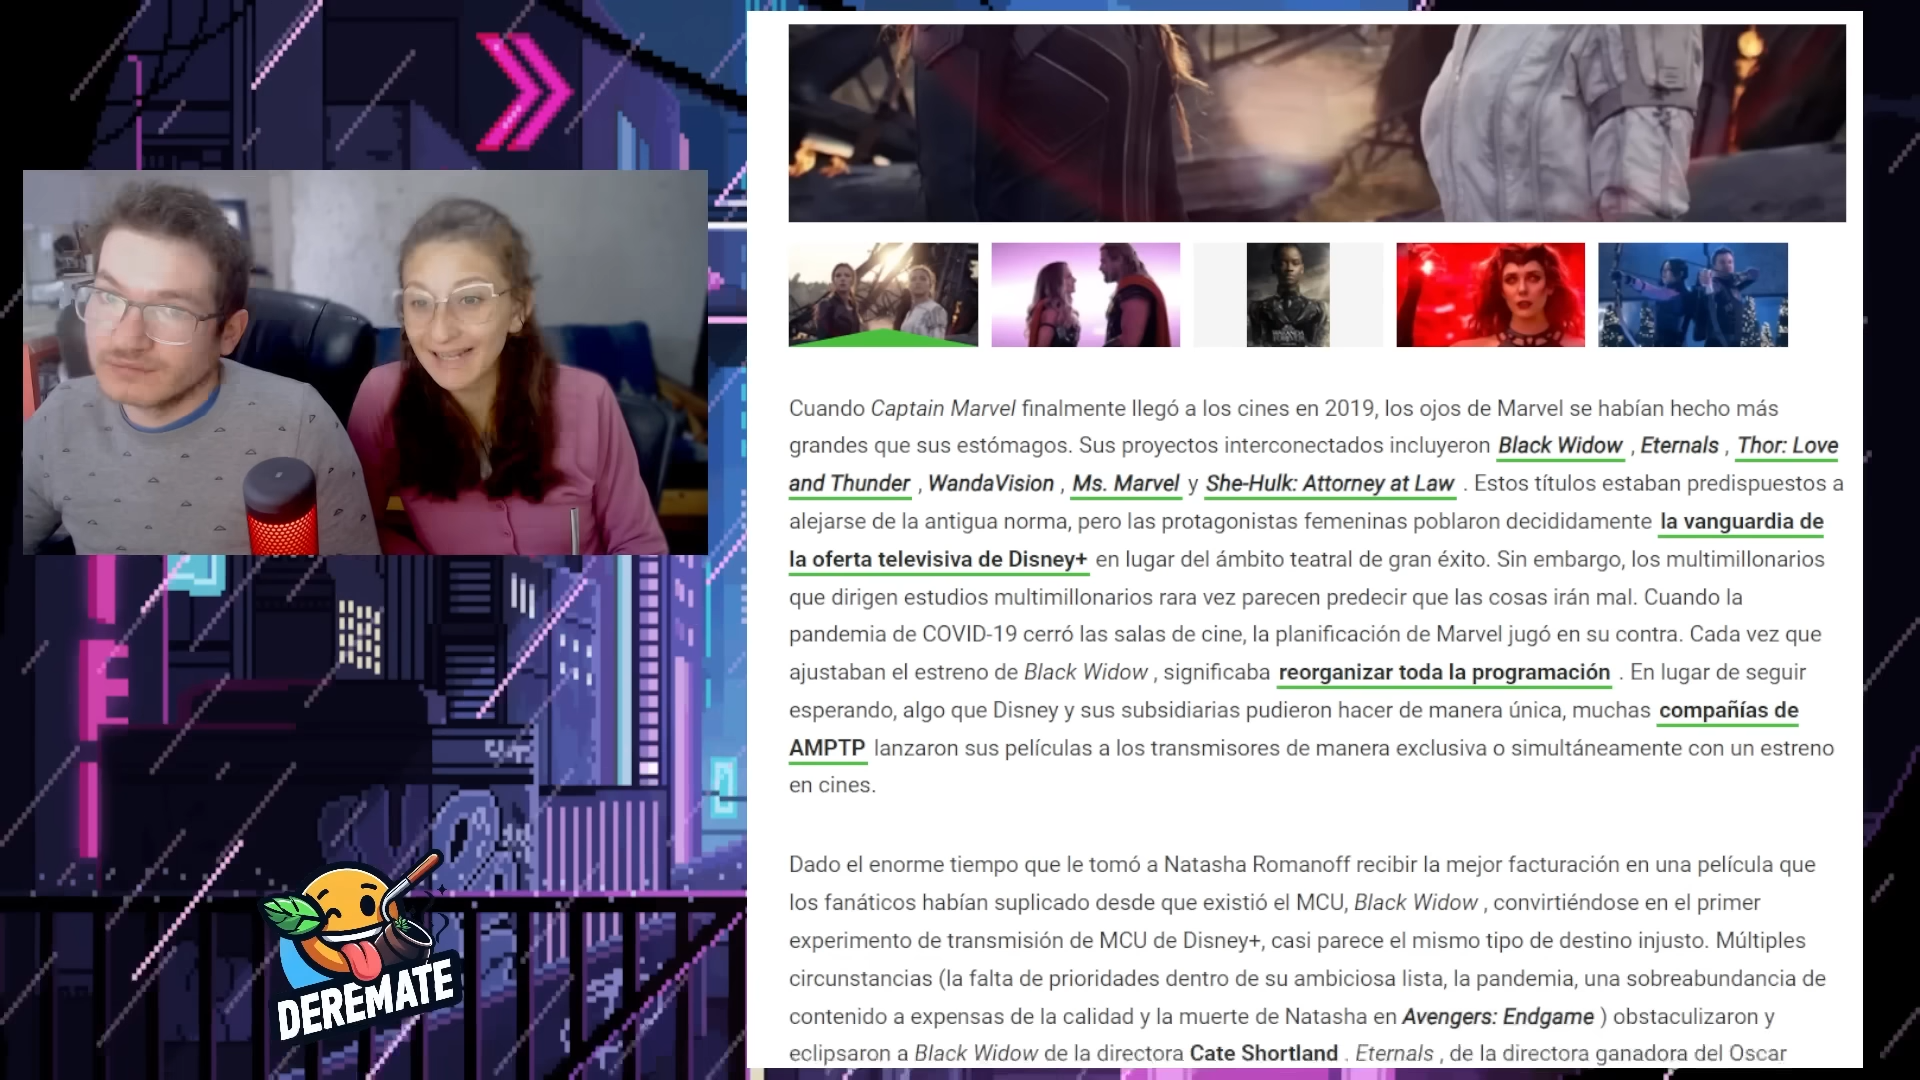 Cuando Captain Marvel finalmente llegó a los cines en 2019, los ojos de Marvel se habían hecho más
grandes que sus estómagos. Sus proyectos interconectados incluyeron Black Widow , Eternals , Thor: Love
and Thunder , WandaVision , Ms. Marvel y She-Hulk: Attorney at Law . Estos títulos estaban predispuestos a
alejarse de la antigua norma, pero las protagonistas femeninas poblaron decididamente la vanguardia de
la oferta televisiva de Disney+ en lugar del ámbito teatral de gran éxito. Sin embargo, los multimillonarios
que dirigen estudios multimillonarios rara vez parecen predecir que las cosas irán mal. Cuando la
pandemia de COVID-19 cerró las salas de cine, la planificación de Marvel jugó en su contra. Cada vez que
ajustaban el estreno de Black Widow , significaba reorganizar toda la programación . En lugar de seguir
esperando, algo que Disney y sus subsidiarias pudieron hacer de manera única, muchas compañías de
AMPTP lanzaron sus películas a los transmisores de manera exclusiva o simultáneamente con un estreno
en cines.
Dado el enorme tiempo que le tomó a Natasha Romanoff recibir la mejor facturación en una película que
los fanáticos habían suplicado desde que existió el MCU, Black Widow , convirtiéndose en el primer
experimento de transmisión de MCU de Disney+, casi parece el mismo tipo de destino injusto. Múltiples
circunstancias (la falta de prioridades dentro de su ambiciosa lista, la pandemia, una sobreabundancia de
contenido a expensas de la calidad y la muerte de Natasha en Avengers: Endgame ) obstaculizaron y
eclipsaron a Black Widow de la directora Cate Shortland . Eternals , de la directora ganadora del Oscar
DEREMATE